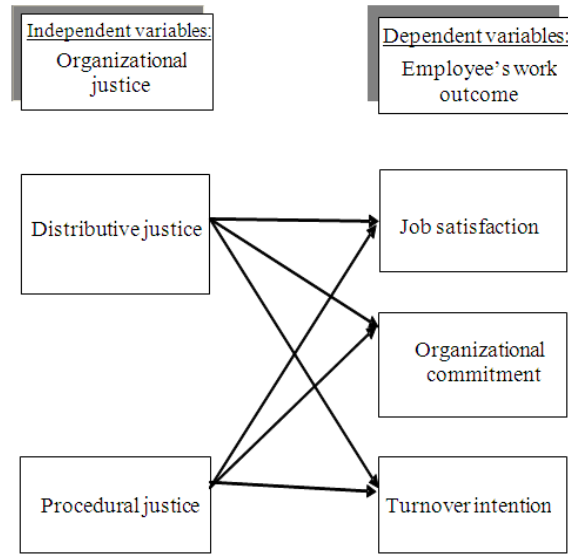 Independent variables:
Organizational
justice
Dependent variables:
Employee's work
outcome
Distributive justice
Job satisfaction
Organizational
commitment
Procedural justice
Turnover intention